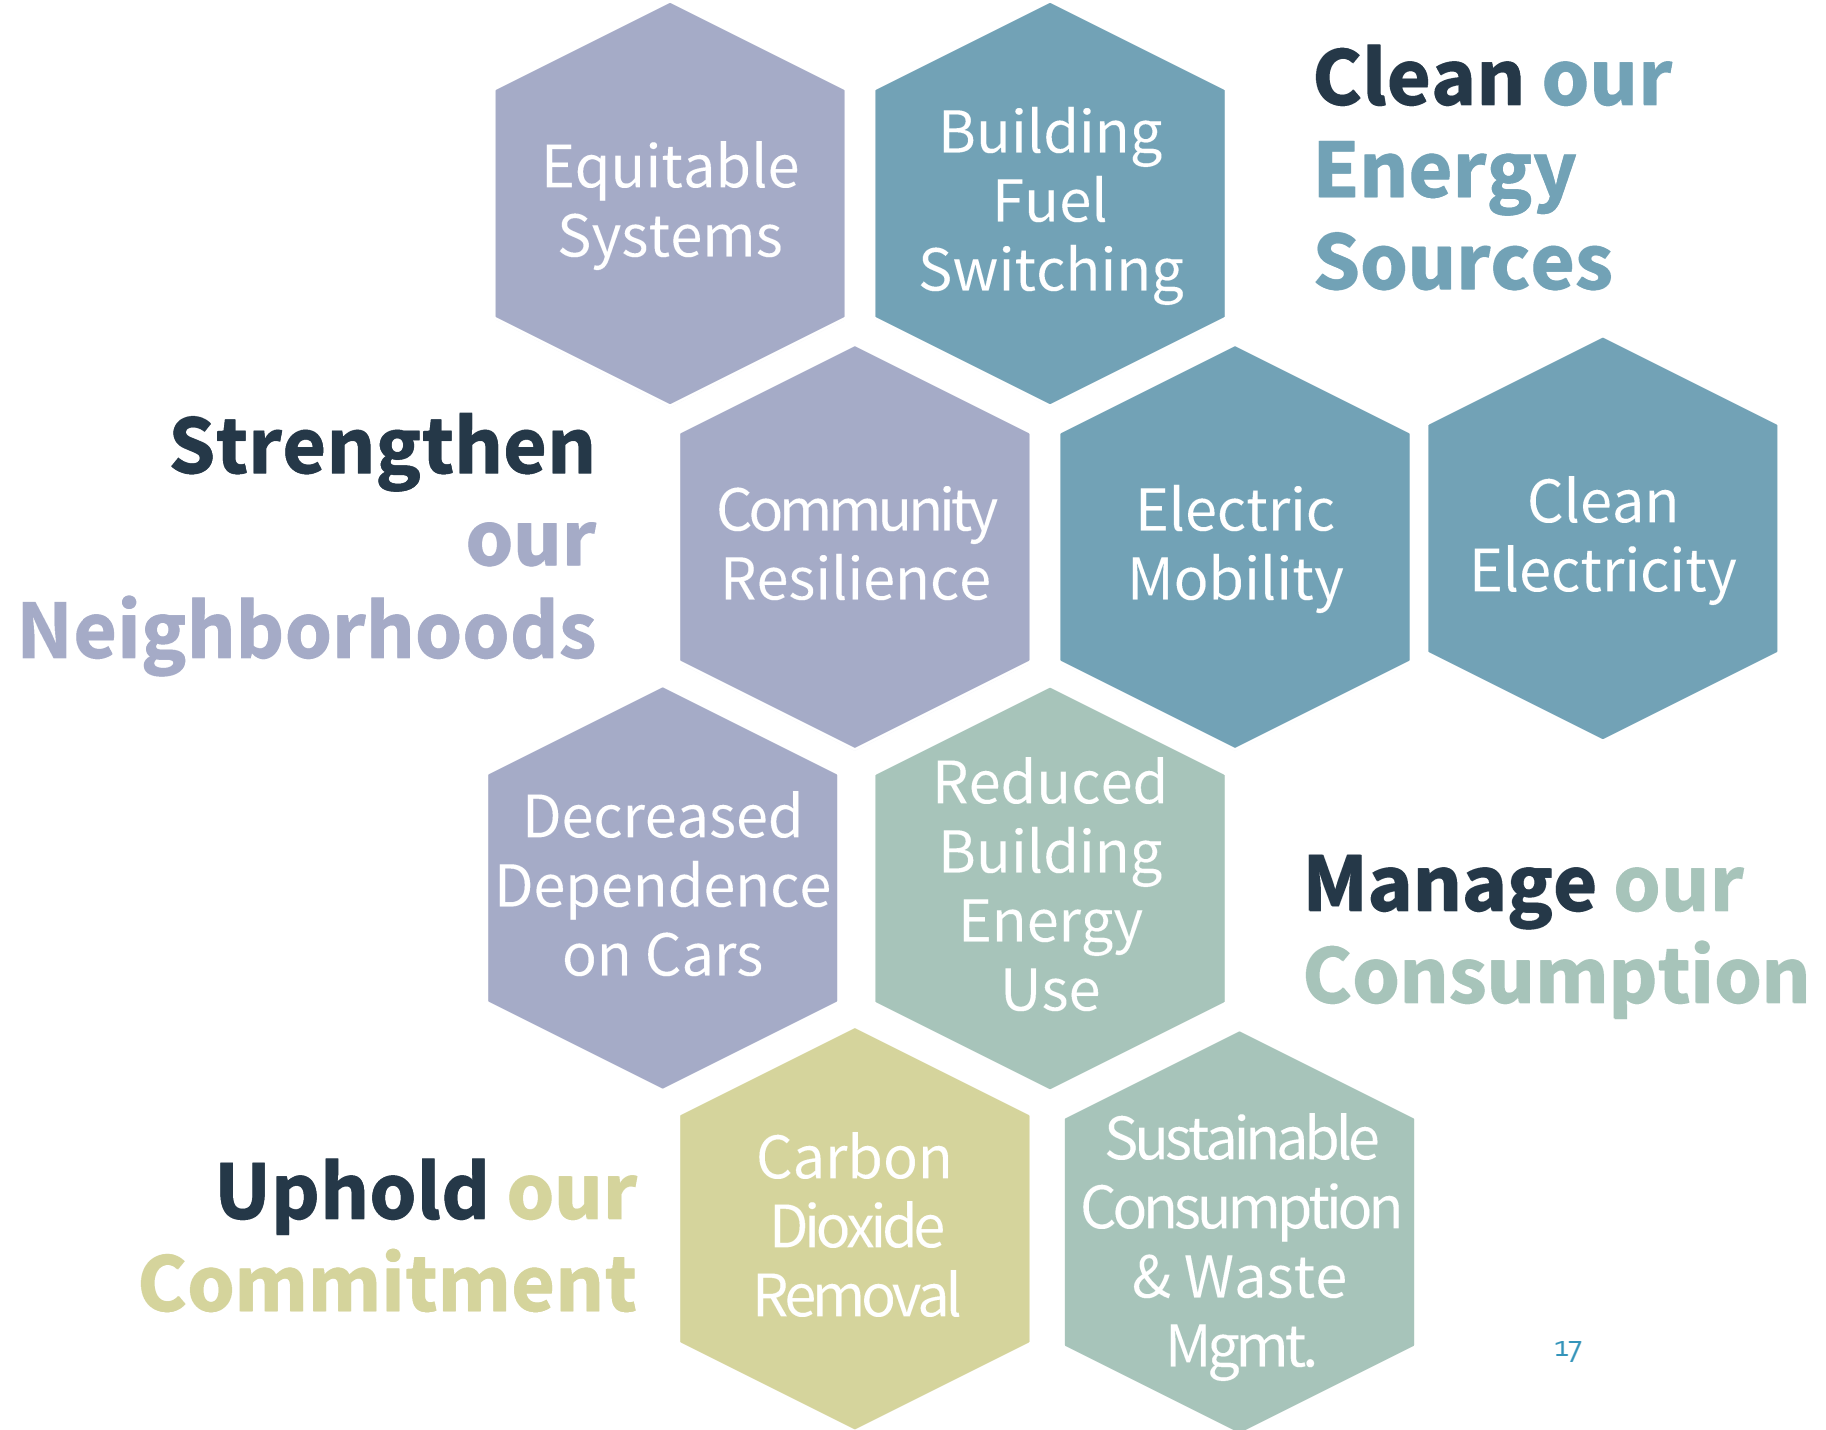 Equitable
Systems
Building
Fuel
Switching
Clean our
Energy
Sources
Strengthen
our
Neighborhoods
Community
Resilience
Electric
Mobility
Clean
Electricity
Decreased
Dependence
on Cars
Reduced
Building
Energy
Use
Manage our
Consumption
Uphold our
Commitment
Carbon
Dioxide
Removal
Sustainable
Consumption
& Waste
Mgmt.
17